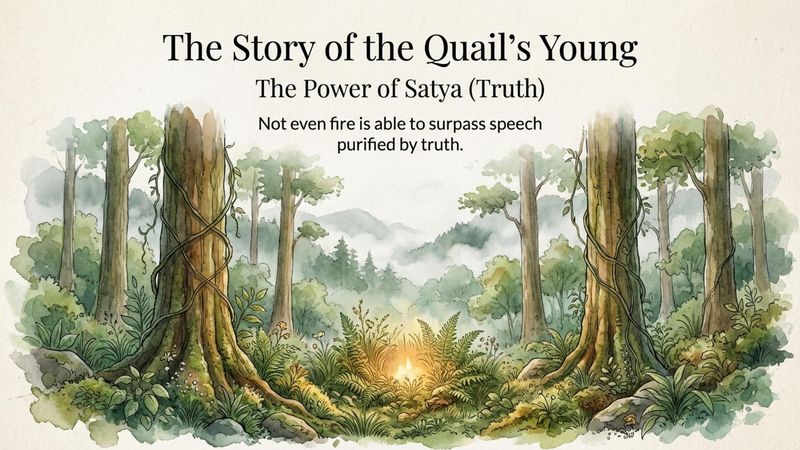 The Story of the Quail’s Young
The Power of Satya (Truth)
Not even fire is able to surpass speech
purified by truth.